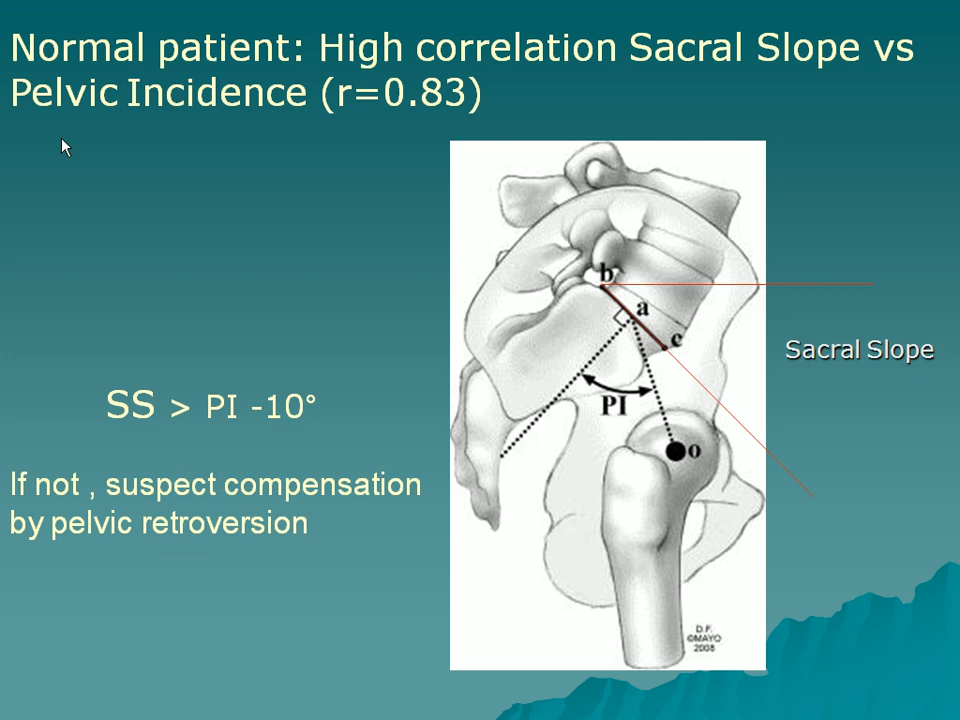 Normal patient: High correlation Sacral Slope vs
Pelvic Incidence (r=0.83)
b
a
c
Sacral Slope
PI
SS > PI -10°
o
If not , suspect compensation
by pelvic retroversion
D.F.
©MAYO
2008